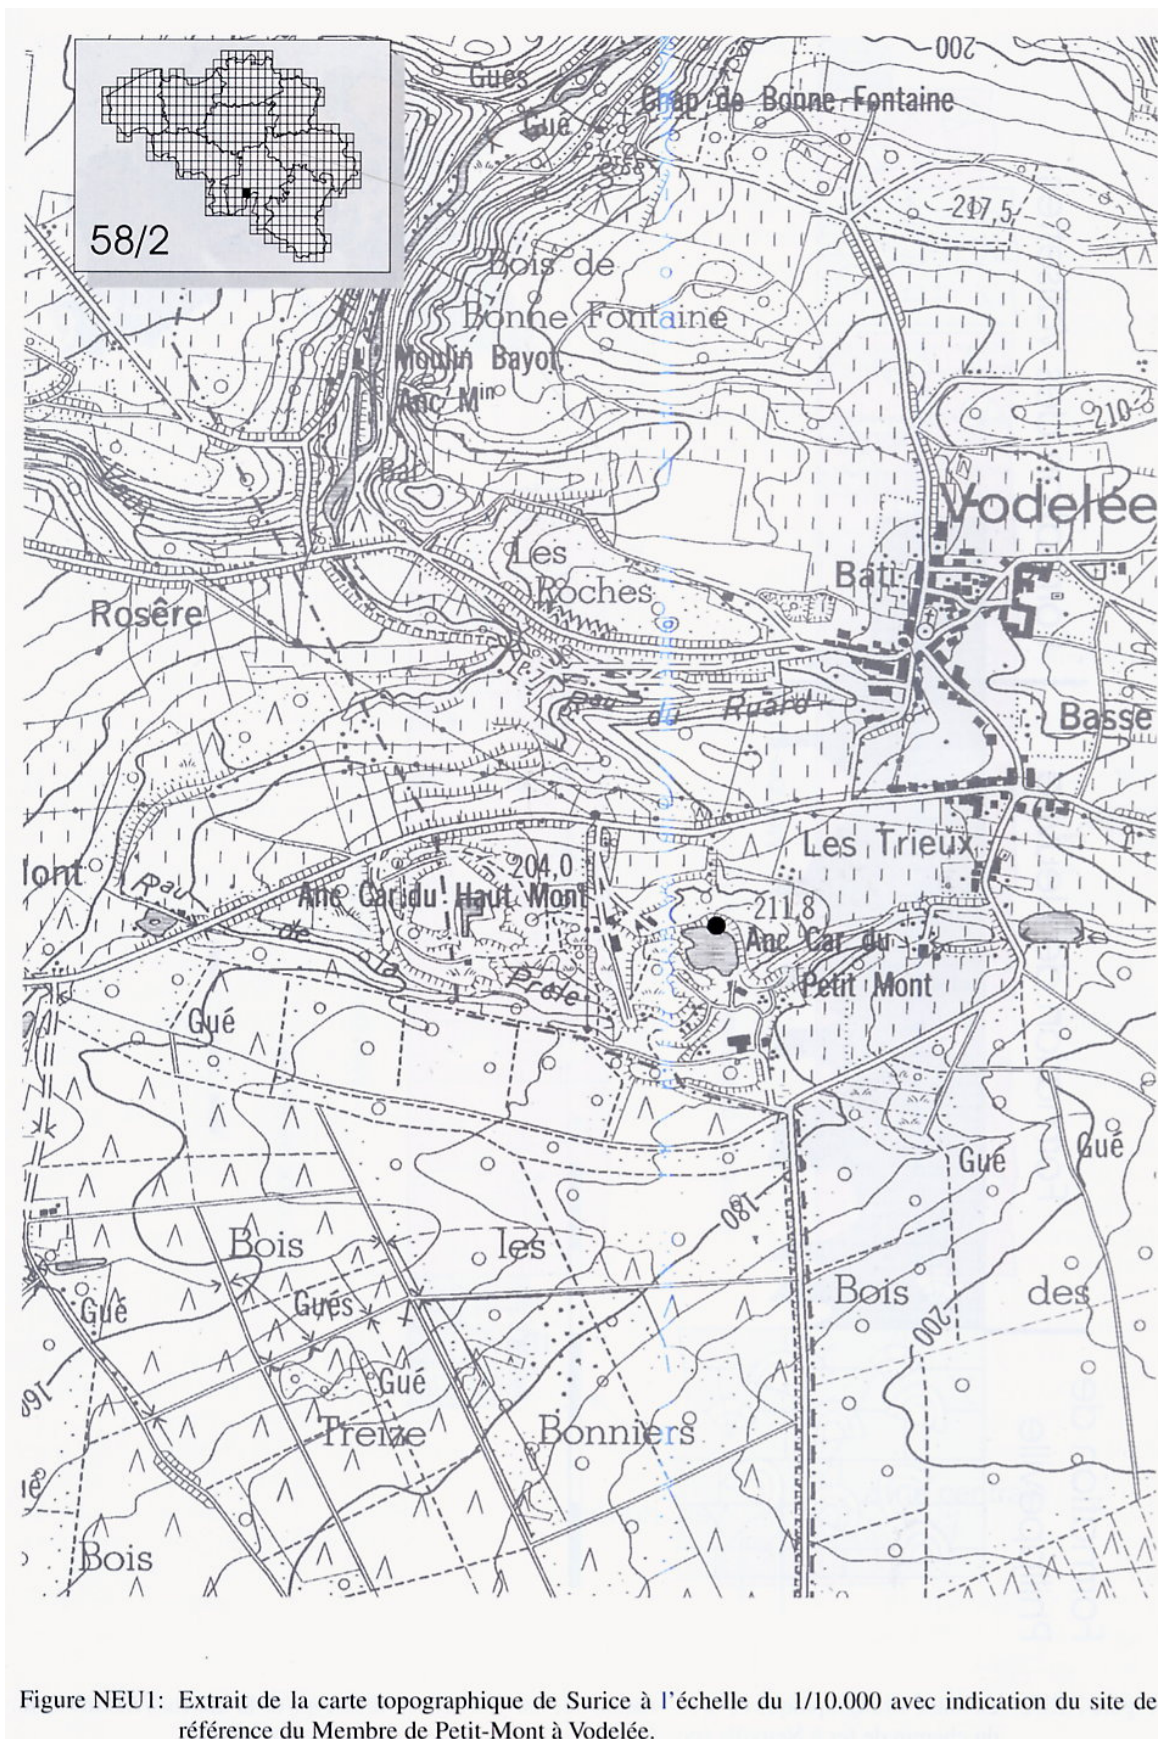 58/2
200
Gués
Chap de Bonne Fontaine
Gué
217,5
Bois de
Bonne Fontaine
Moulin Bayot
Anc Mⁱⁿ
210
Bar
Vodelée
Les
Roches
Bati
Rosère
Rau du Ruard
Basse
Les Trieux
204,0
Mont
Rau de la Prêle
Anc Car du Haut Mont
211,8
Anc Car du
Petit Mont
Gué
Gué
Gué
180
Bois les
Bois des
Gué
Gués
200
Gué
Treize Bonniers
Bois
Figure NEU1: Extrait de la carte topographique de Surice à l'échelle du 1/10.000 avec indication du site de
référence du Membre de Petit-Mont à Vodelée.